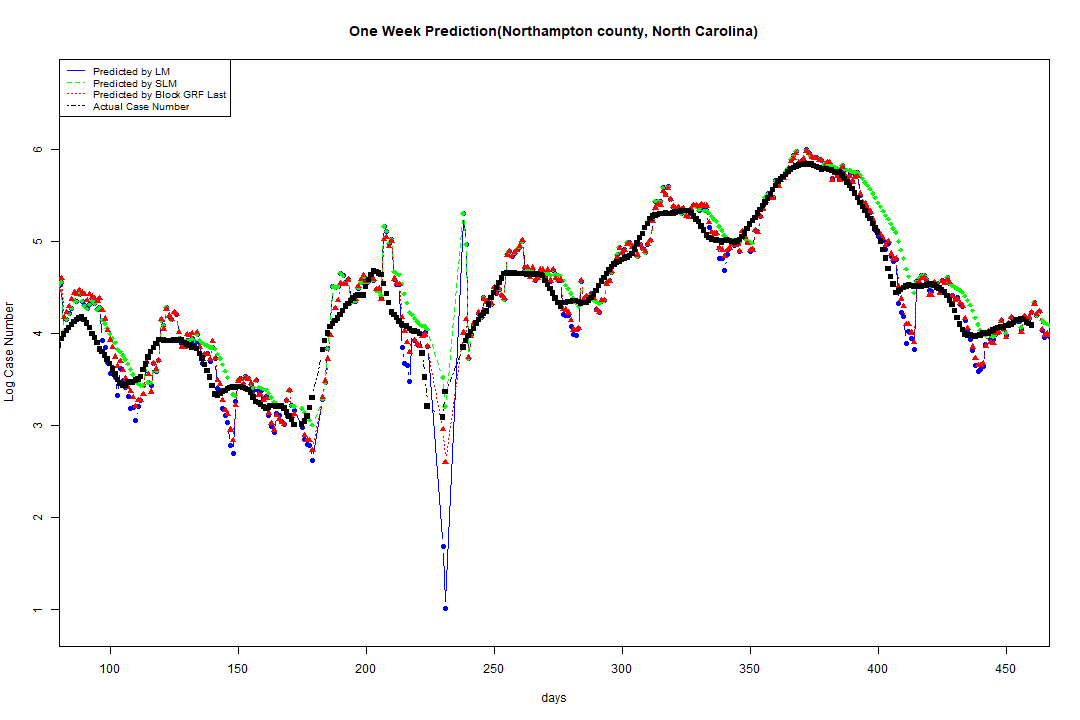 One Week Prediction(Northampton county, North Carolina)
Predicted by LM
Predicted by SLM
Predicted by Block GRF Last
Actual Case Number
Log Case Number
6
5
4
3
2
1
100 150 200 250 300 350 400 450
days